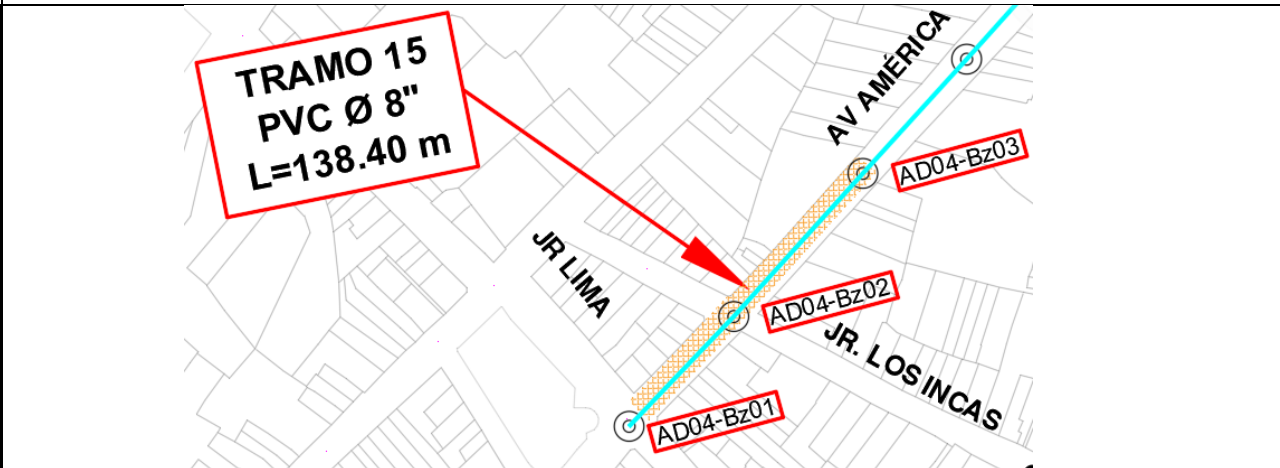 TRAMO 15
PVC Ø 8"
L=138.40 m
AV AMÉRICA
AD04-Bz03
JR LIMA
AD04-Bz02
JR. LOS INCAS
AD04-Bz01